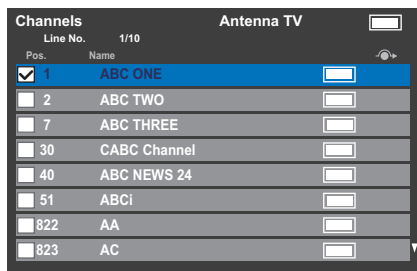 Channels Antenna TV
Line No. 1/10
Pos. Name
1 ABC ONE
2 ABC TWO
7 ABC THREE
30 CABC Channel
40 ABC NEWS 24
51 ABCi
822 AA
823 AC